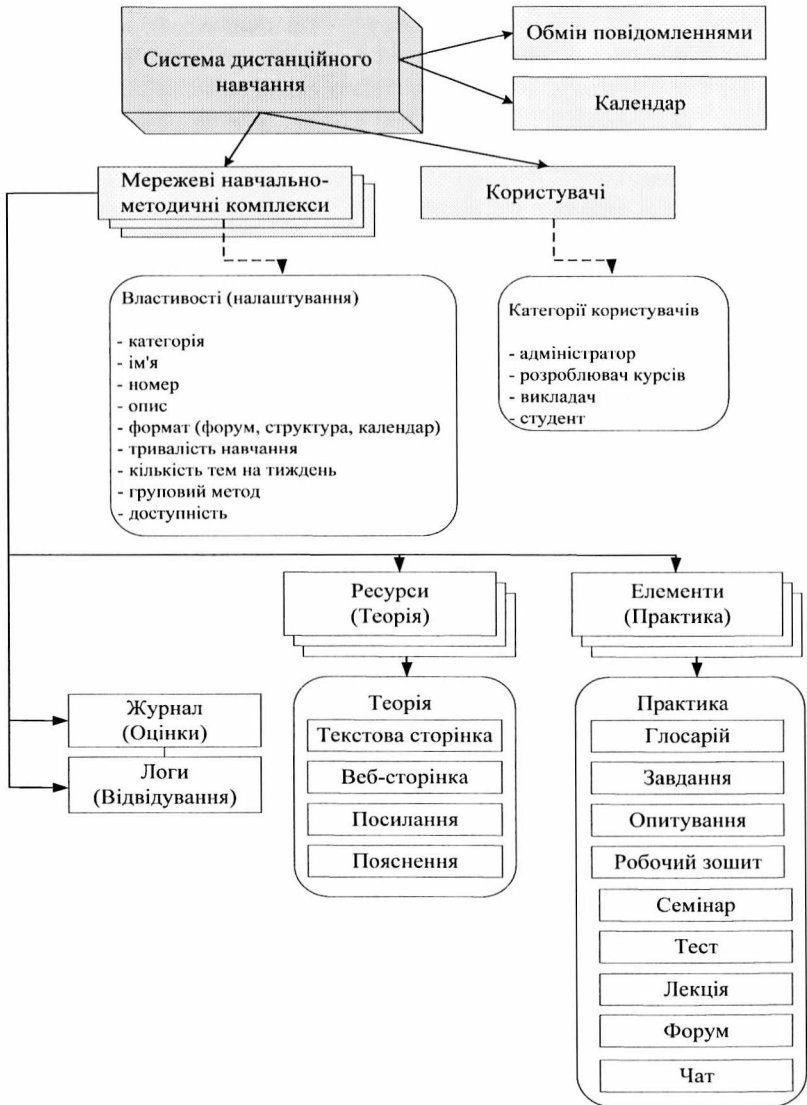 Система дистанційного
навчання
Обмін повідомленнями
Календар
Мережеві навчально-
методичні комплекси
Користувачі
Властивості (налаштування)
- категорія
- ім'я
- номер
- опис
- формат (форум, структура, календар)
- тривалість навчання
- кількість тем на тиждень
- груповий метод
- доступність
Категорії користувачів
- адміністратор
- розроблювач курсів
- викладач
- студент
Ресурси
(Теорія)
Елементи
(Практика)
Журнал
(Оцінки)
Логи
(Відвідування)
Теорія
Текстова сторінка
Веб-сторінка
Посилання
Пояснення
Практика
Глосарій
Завдання
Опитування
Робочий зошит
Семінар
Тест
Лекція
Форум
Чат